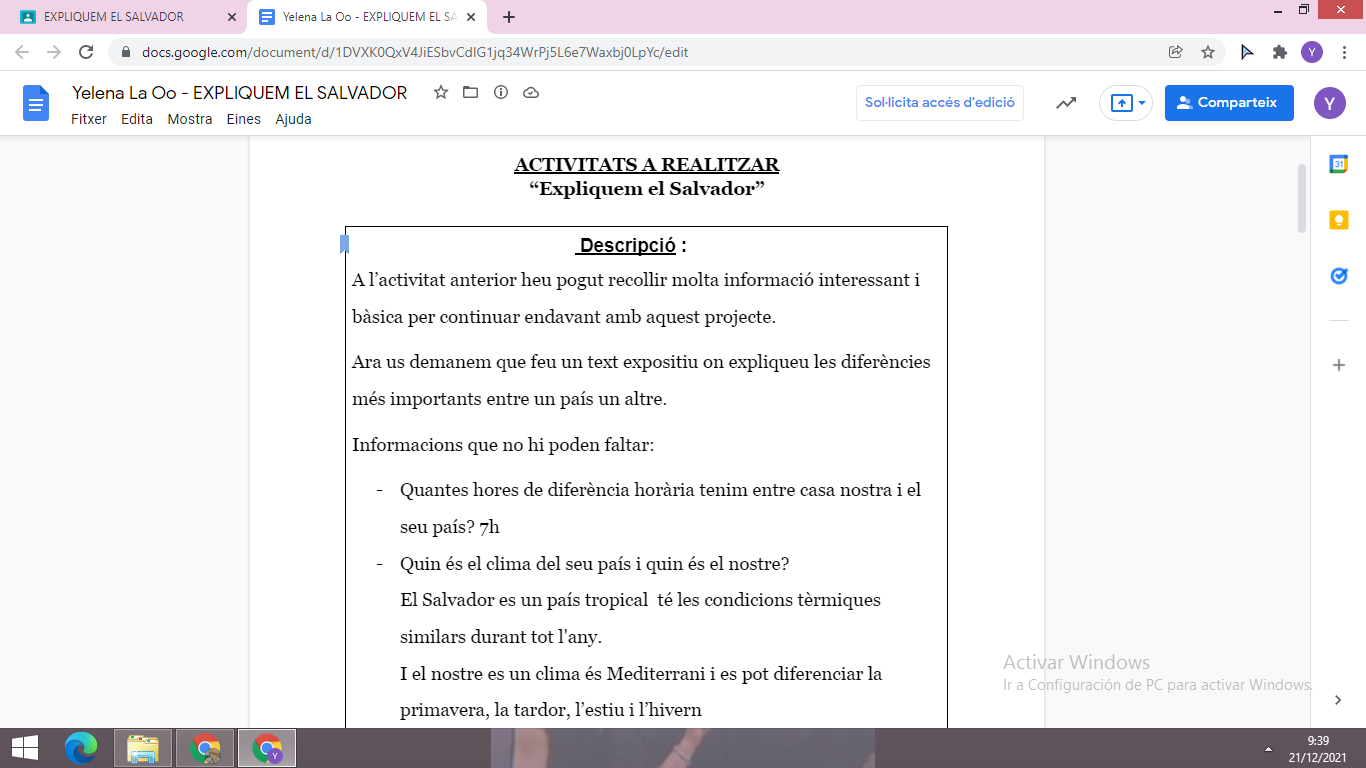 EXPLIQUEM EL SALVADOR
Yelena La Oo - EXPLIQUEM EL SA
docs.google.com/document/d/1DVXK0QxV4JiESbvCdIG1jq34WrPj5L6e7Waxbj0LpYc/edit
Y
Yelena La Oo - EXPLIQUEM EL SALVADOR
Fitxer Edita Mostra Eines Ajuda
Sol·licita accés d'edició
Comparteix
Y
31
ACTIVITATS A REALITZAR
“Expliquem el Salvador”
Descripció :
A l’activitat anterior heu pogut recollir molta informació interessant i
bàsica per continuar endavant amb aquest projecte.
Ara us demanem que feu un text expositiu on expliqueu les diferències
més importants entre un país un altre.
Informacions que no hi poden faltar:
- Quantes hores de diferència horària tenim entre casa nostra i el
seu país? 7h
- Quin és el clima del seu país i quin és el nostre?
El Salvador es un país tropical té les condicions tèrmiques
similars durant tot l'any.
I el nostre es un clima és Mediterrani i es pot diferenciar la
primavera, la tardor, l’estiu i l’hivern
Activar Windows
Ir a Configuración de PC para activar Windows.
Y
9:39
21/12/2021